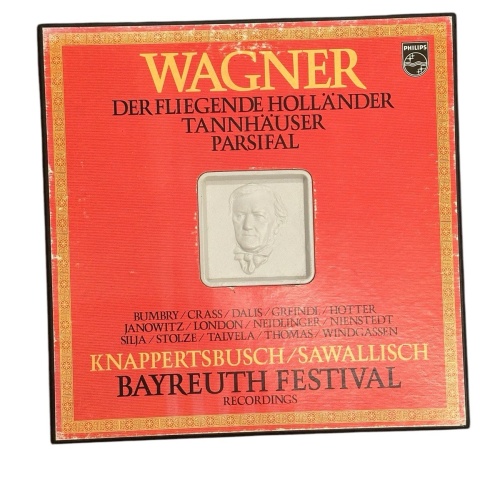 WAGNER
PHILIPS
DER FLIEGENDE HOLLÄNDER
TANNHÄUSER
PARSIFAL
BUMBRY / CRASS / DALIS / GREINDL / HOTTER
JANOWITZ / LONDON / NEIDLINGER / NIENSTEDT
SILJA / STOLZE / TALVELA / THOMAS / WINDGASSEN
KNAPPERTSBUSCH / SAWALLISCH
BAYREUTH FESTIVAL
RECORDINGS